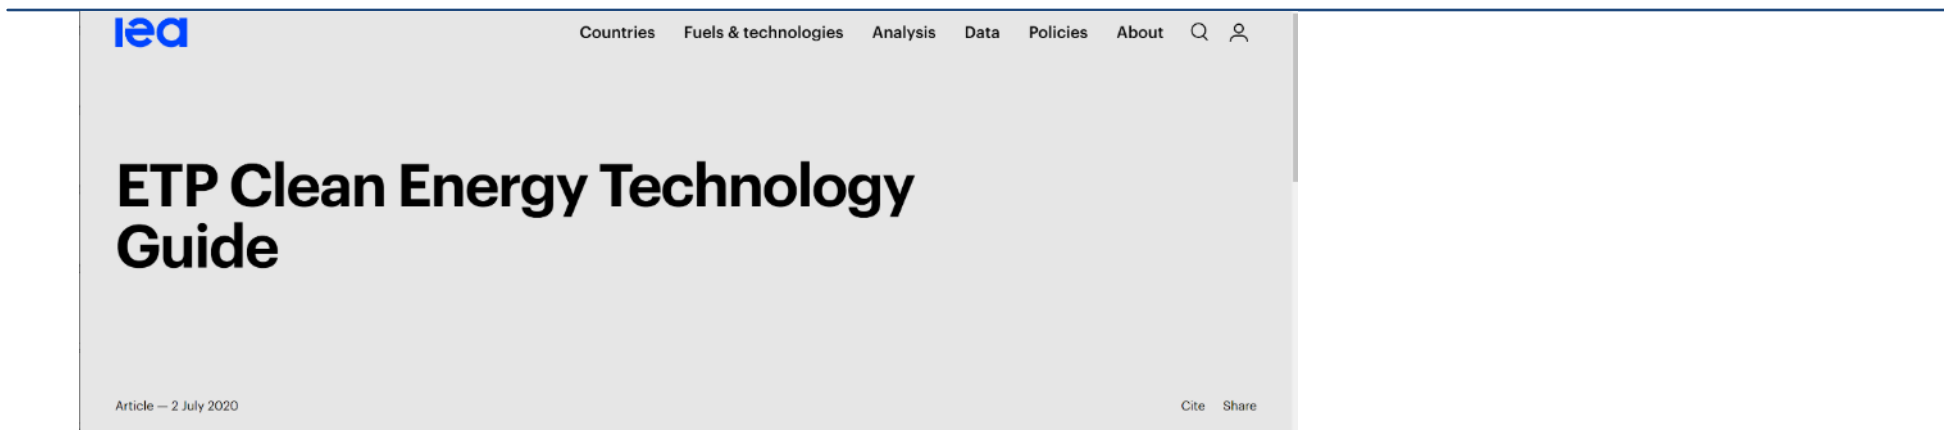 iea
Countries Fuels & technologies Analysis Data Policies About
ETP Clean Energy Technology
Guide
Article — 2 July 2020
Cite Share